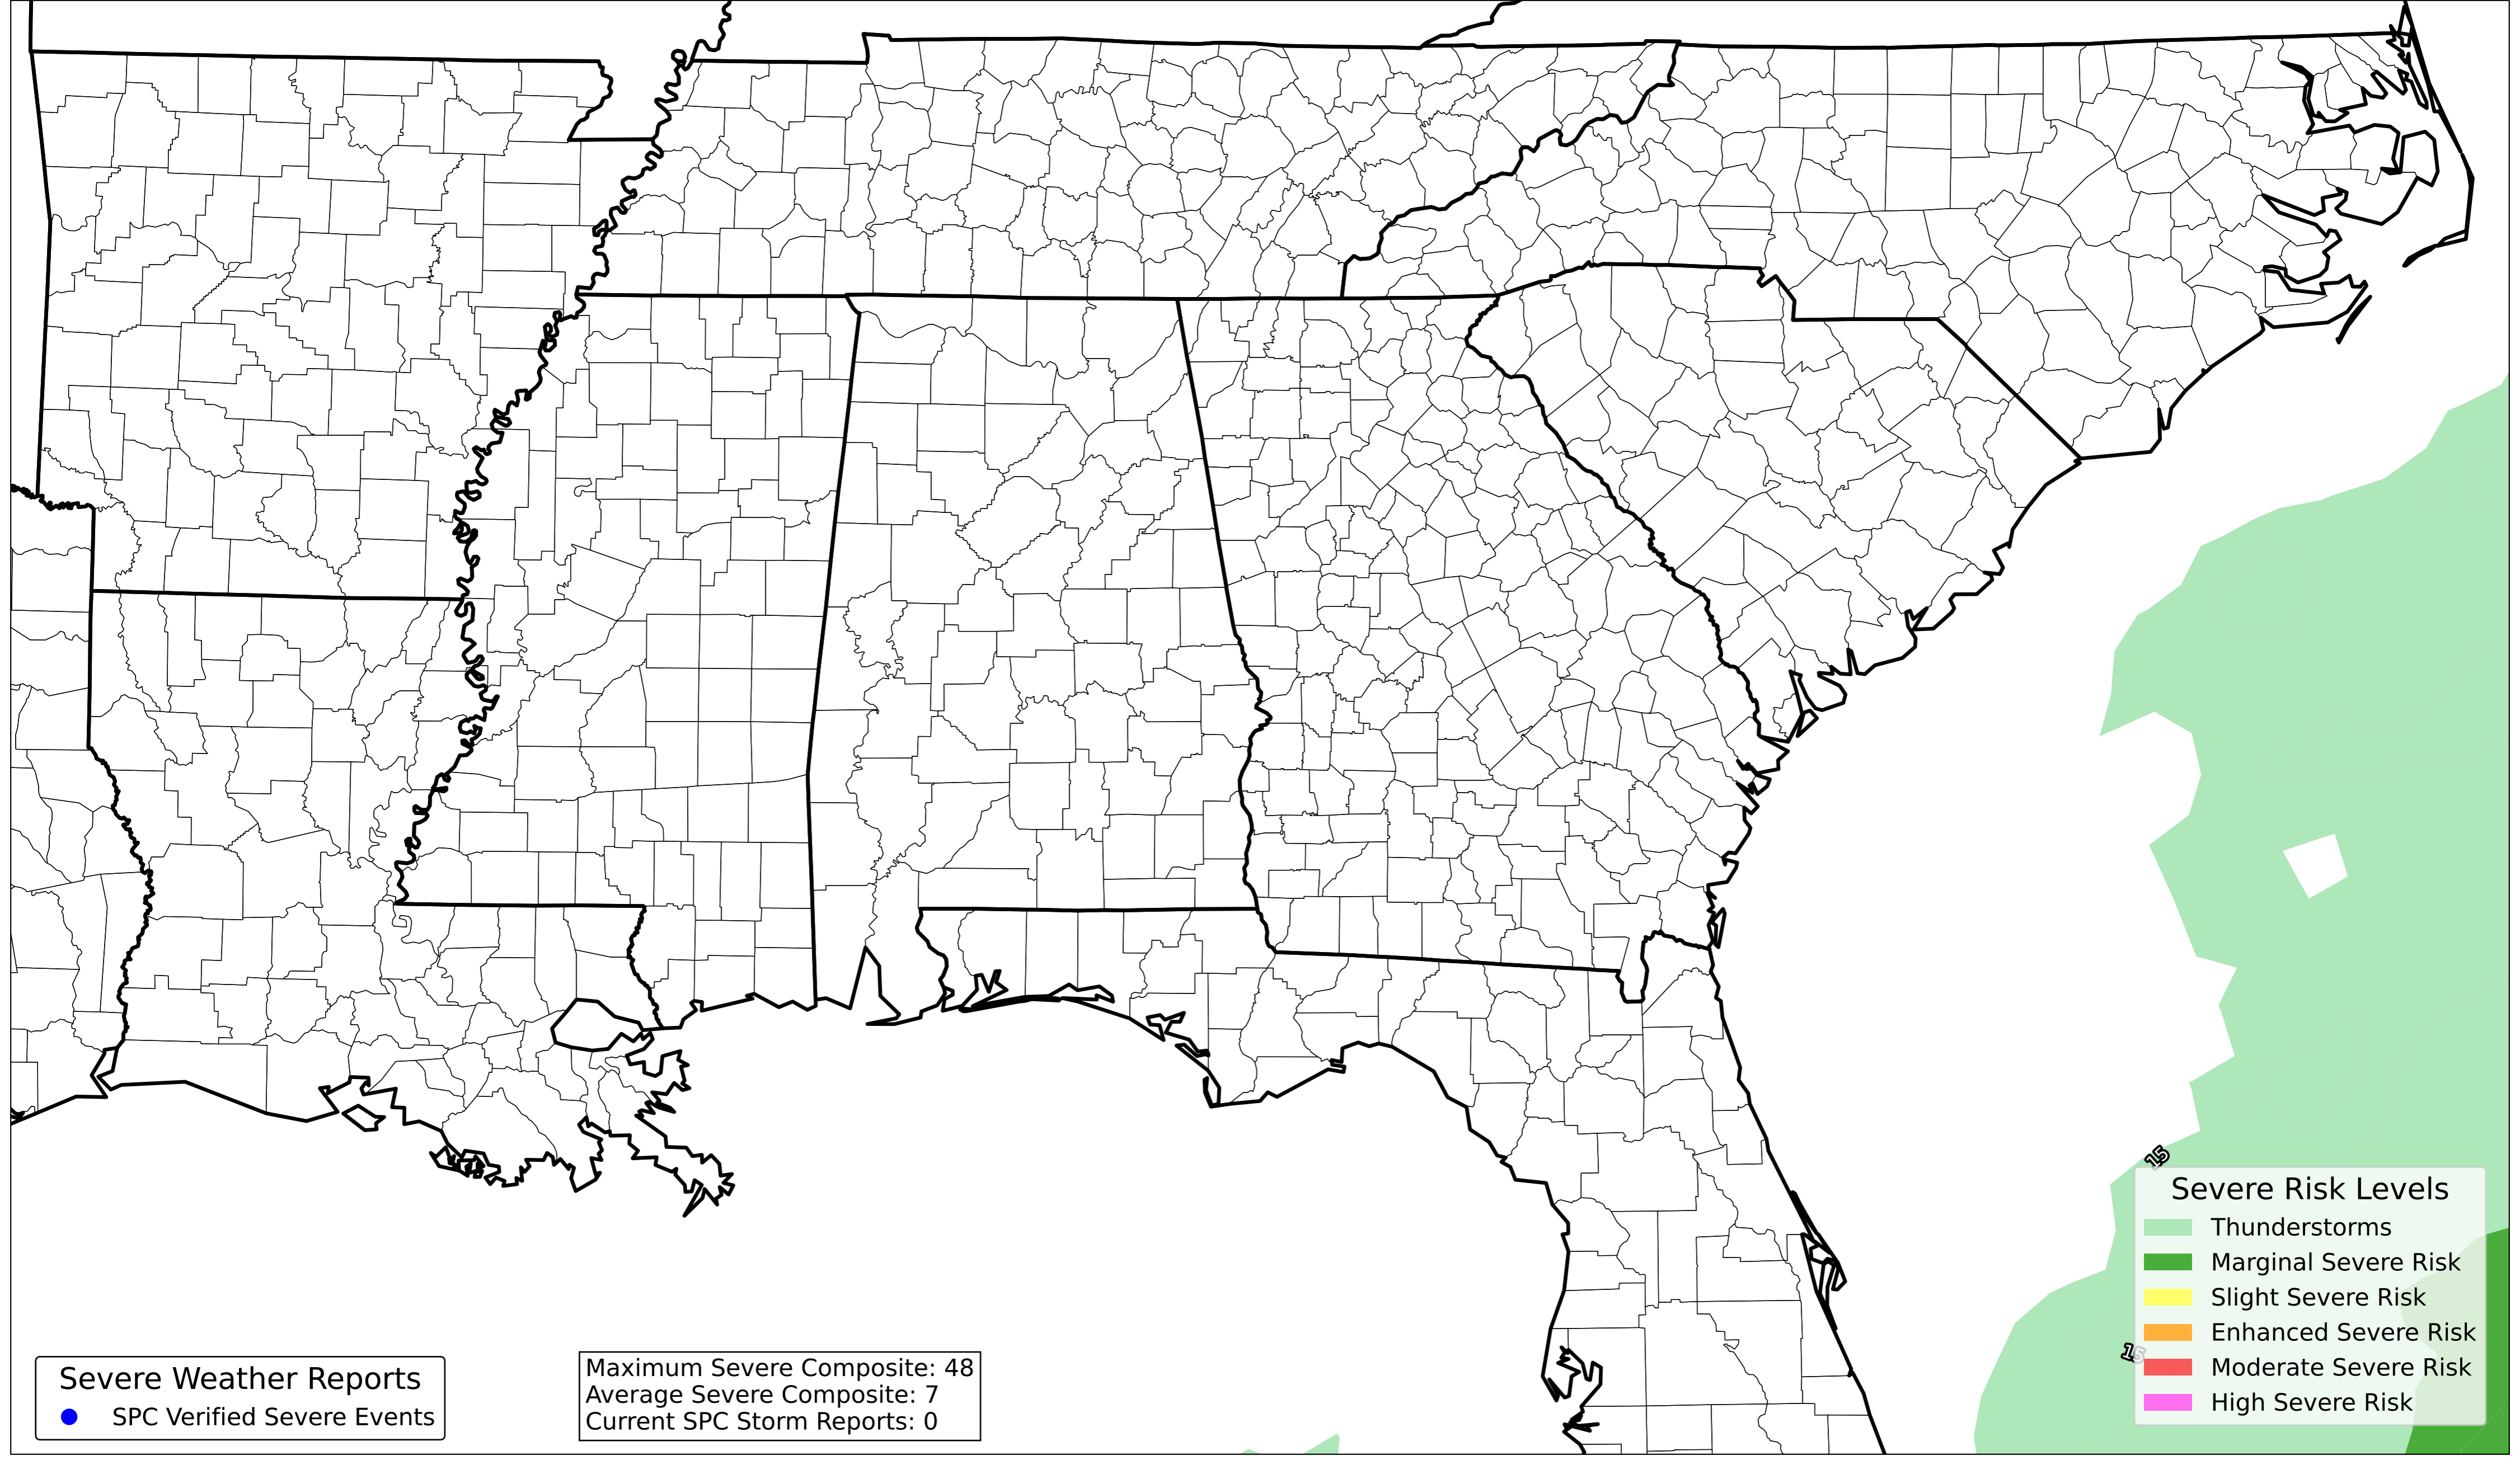 15
Severe Risk Levels
Thunderstorms
Marginal Severe Risk
Slight Severe Risk
Enhanced Severe Risk
15
Moderate Severe Risk
High Severe Risk
Severe Weather Reports
SPC Verified Severe Events
Maximum Severe Composite: 48
Average Severe Composite: 7
Current SPC Storm Reports: 0